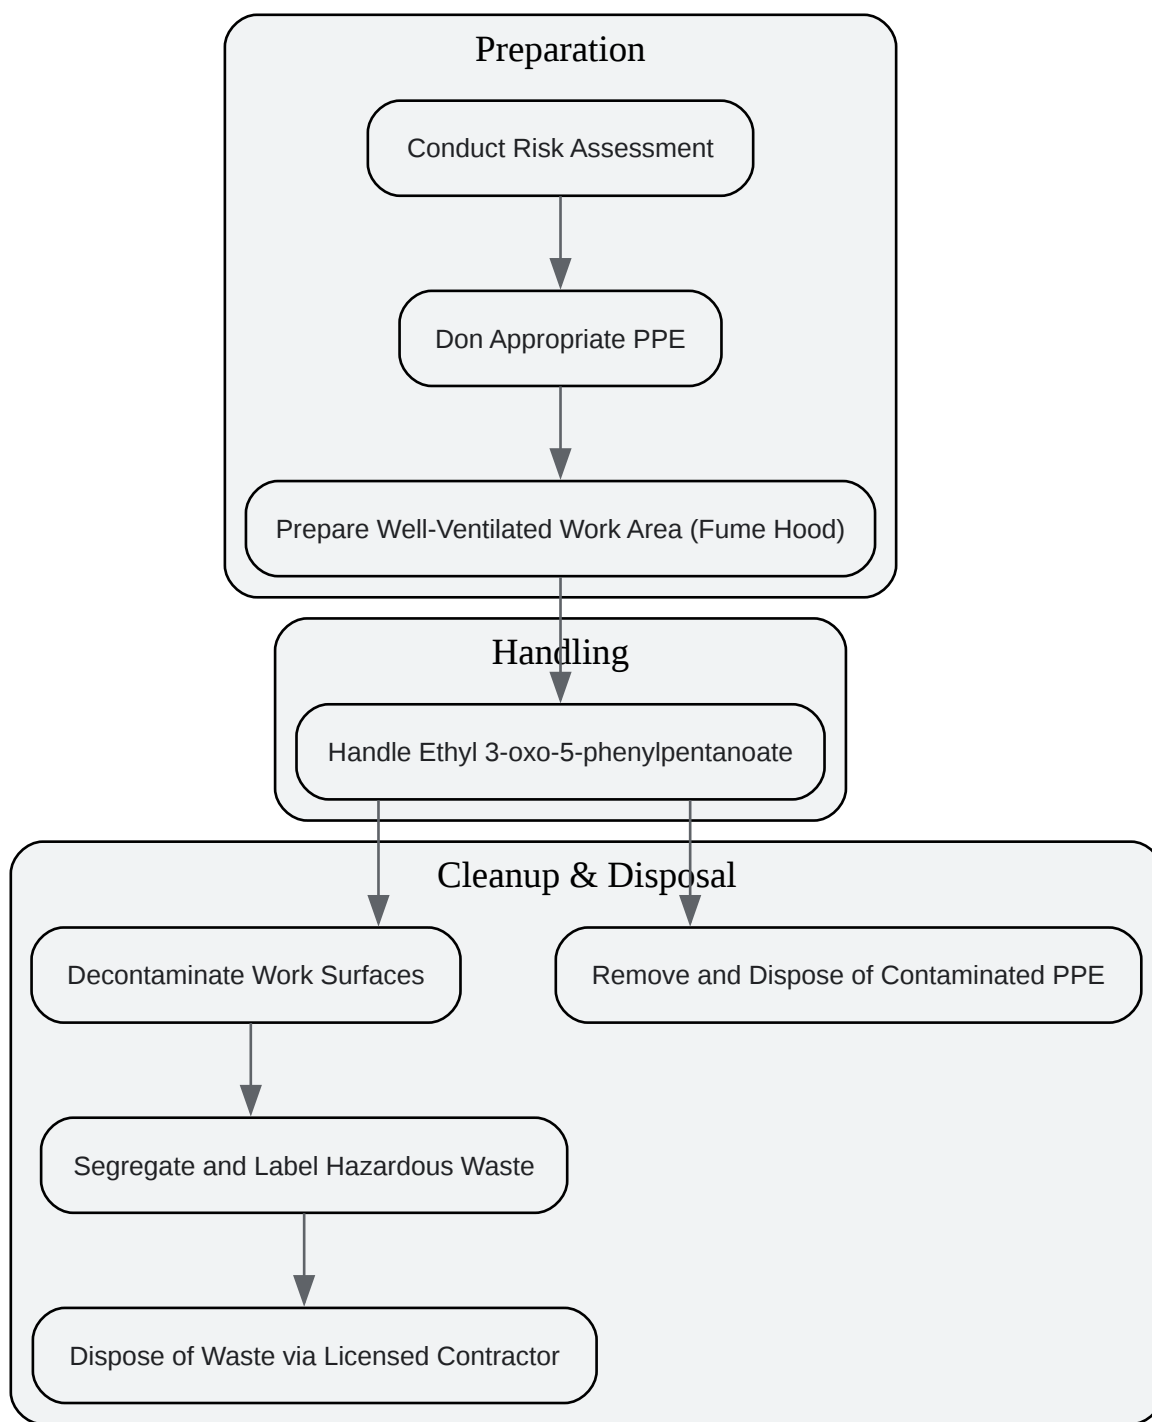 Preparation
Conduct Risk Assessment
Don Appropriate PPE
Prepare Well-Ventilated Work Area (Fume Hood)
Handling
Handle Ethyl 3-oxo-5-phenylpentanoate
Cleanup & Disposal
Decontaminate Work Surfaces
Remove and Dispose of Contaminated PPE
Segregate and Label Hazardous Waste
Dispose of Waste via Licensed Contractor